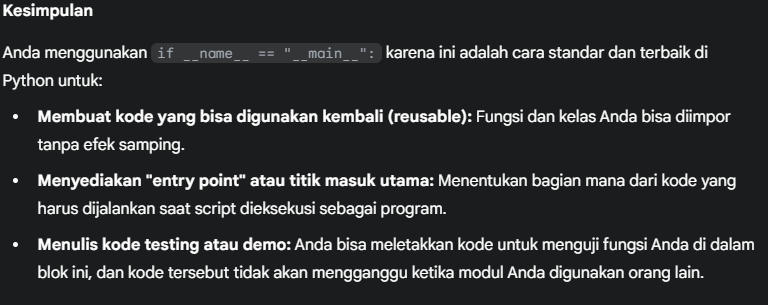 Kesimpulan
Anda menggunakan if __name__ == "__main__": karena ini adalah cara standar dan terbaik di
Python untuk:
• Membuat kode yang bisa digunakan kembali (reusable): Fungsi dan kelas Anda bisa diimpor
tanpa efek samping.
• Menyediakan "entry point" atau titik masuk utama: Menentukan bagian mana dari kode yang
harus dijalankan saat script dieksekusi sebagai program.
• Menulis kode testing atau demo: Anda bisa meletakkan kode untuk menguji fungsi Anda di dalam
blok ini, dan kode tersebut tidak akan mengganggu ketika modul Anda digunakan orang lain.